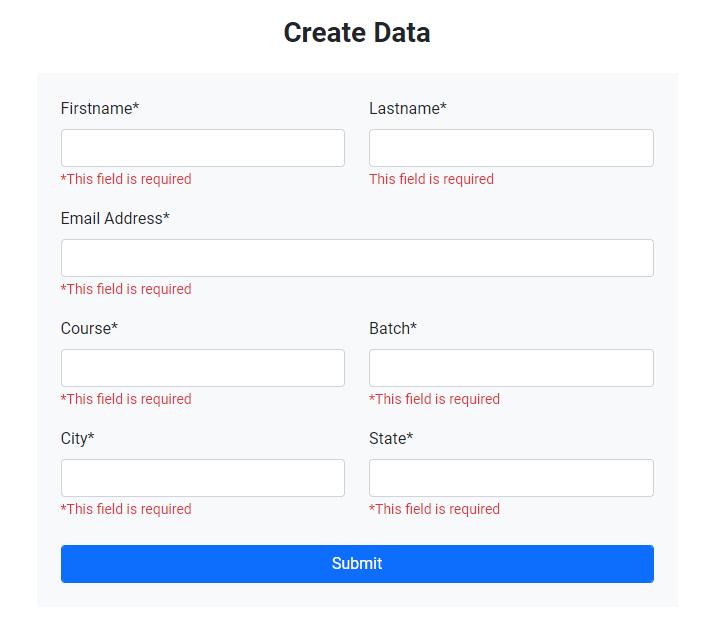 Create Data
Firstname* Lastname*
*This field is required This field is required
Email Address*
*This field is required
Course* Batch*
*This field is required *This field is required
City* State*
*This field is required *This field is required
Submit